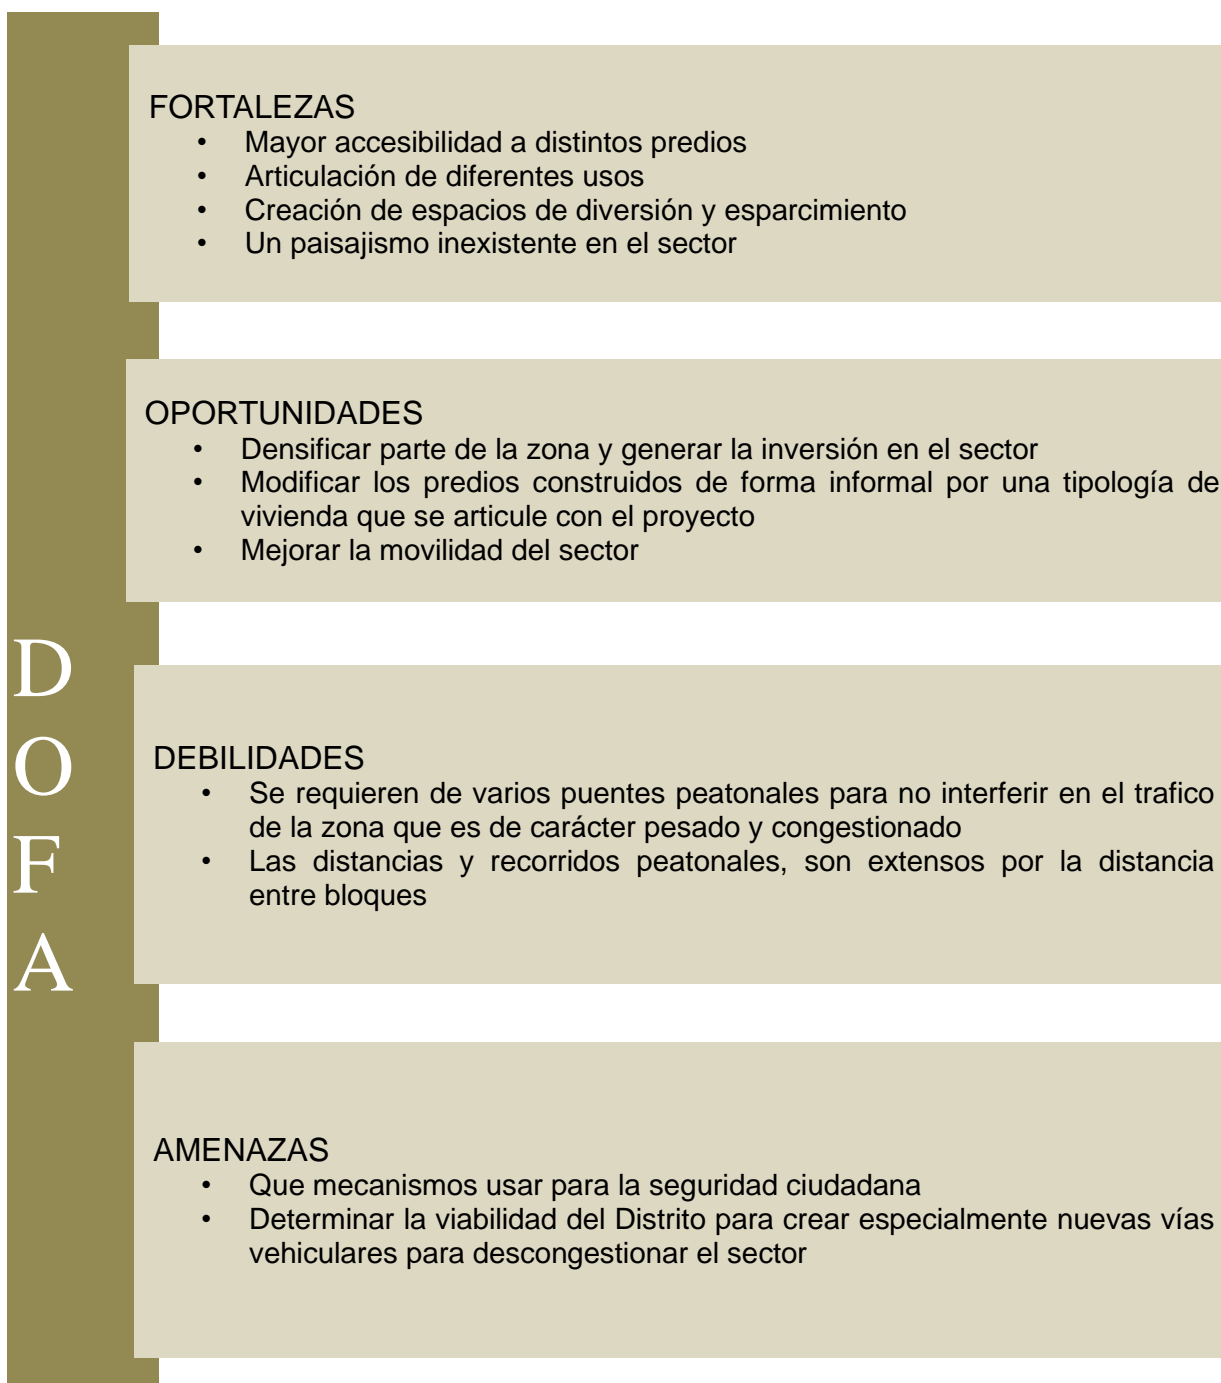 FORTALEZAS
• Mayor accesibilidad a distintos predios
• Articulación de diferentes usos
• Creación de espacios de diversión y esparcimiento
• Un paisajismo inexistente en el sector
OPORTUNIDADES
• Densificar parte de la zona y generar la inversión en el sector
• Modificar los predios construidos de forma informal por una tipología de
vivienda que se articule con el proyecto
• Mejorar la movilidad del sector
D
O
F
A
DEBILIDADES
• Se requieren de varios puentes peatonales para no interferir en el trafico
de la zona que es de carácter pesado y congestionado
• Las distancias y recorridos peatonales, son extensos por la distancia
entre bloques
AMENAZAS
• Que mecanismos usar para la seguridad ciudadana
• Determinar la viabilidad del Distrito para crear especialmente nuevas vías
vehiculares para descongestionar el sector